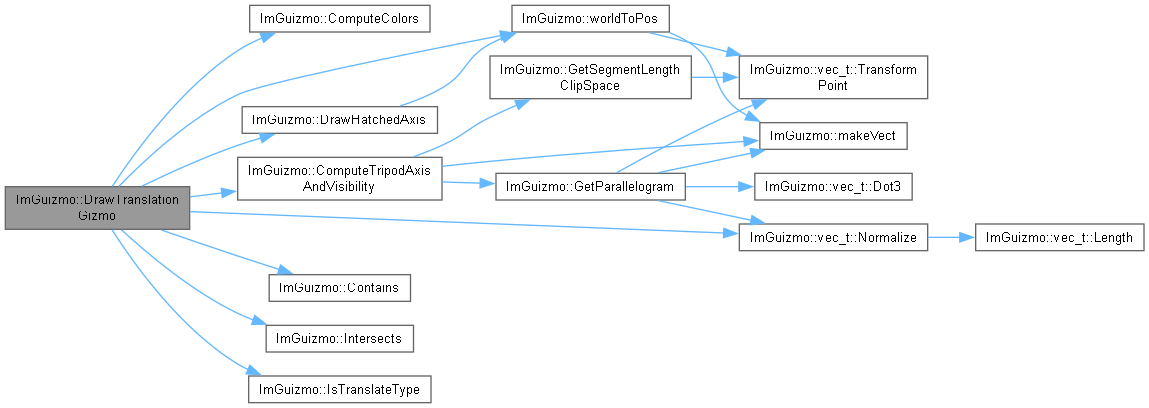 ImGuizmo::ComputeColors
ImGuizmo::worldToPos
ImGuizmo::GetSegmentLength
ClipSpace
ImGuizmo::vec_t::Transform
Point
ImGuizmo::DrawHatchedAxis
ImGuizmo::makeVect
ImGuizmo::ComputeTripodAxis
AndVisibility
ImGuizmo::GetParallelogram
ImGuizmo::vec_t::Dot3
ImGuizmo::DrawTranslation
Gizmo
ImGuizmo::vec_t::Normalize
ImGuizmo::vec_t::Length
ImGuizmo::Contains
ImGuizmo::Intersects
ImGuizmo::IsTranslateType